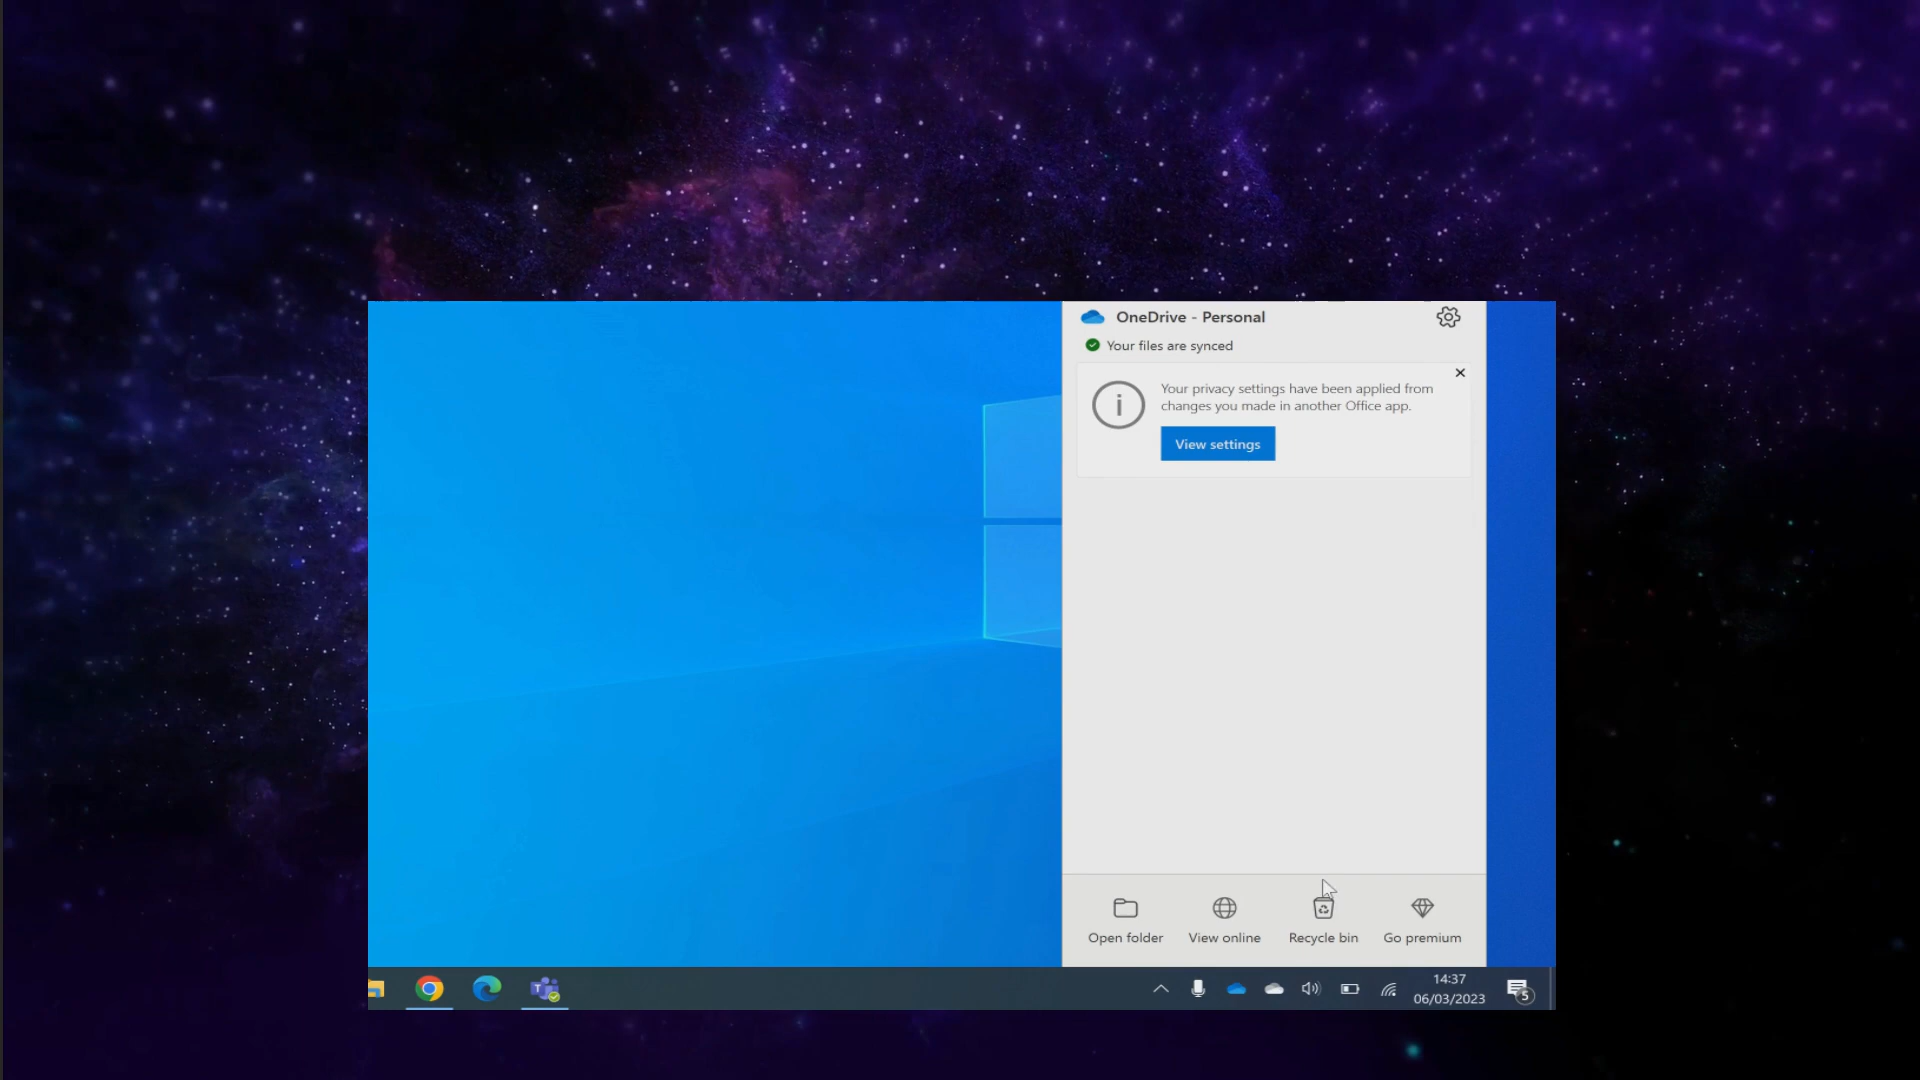 OneDrive - Personal
Your files are synced
Your privacy settings have been applied from
changes you made in another Office app.
View settings
Open folder
View online
Recycle bin
Go premium
14:37
06/03/2023
5